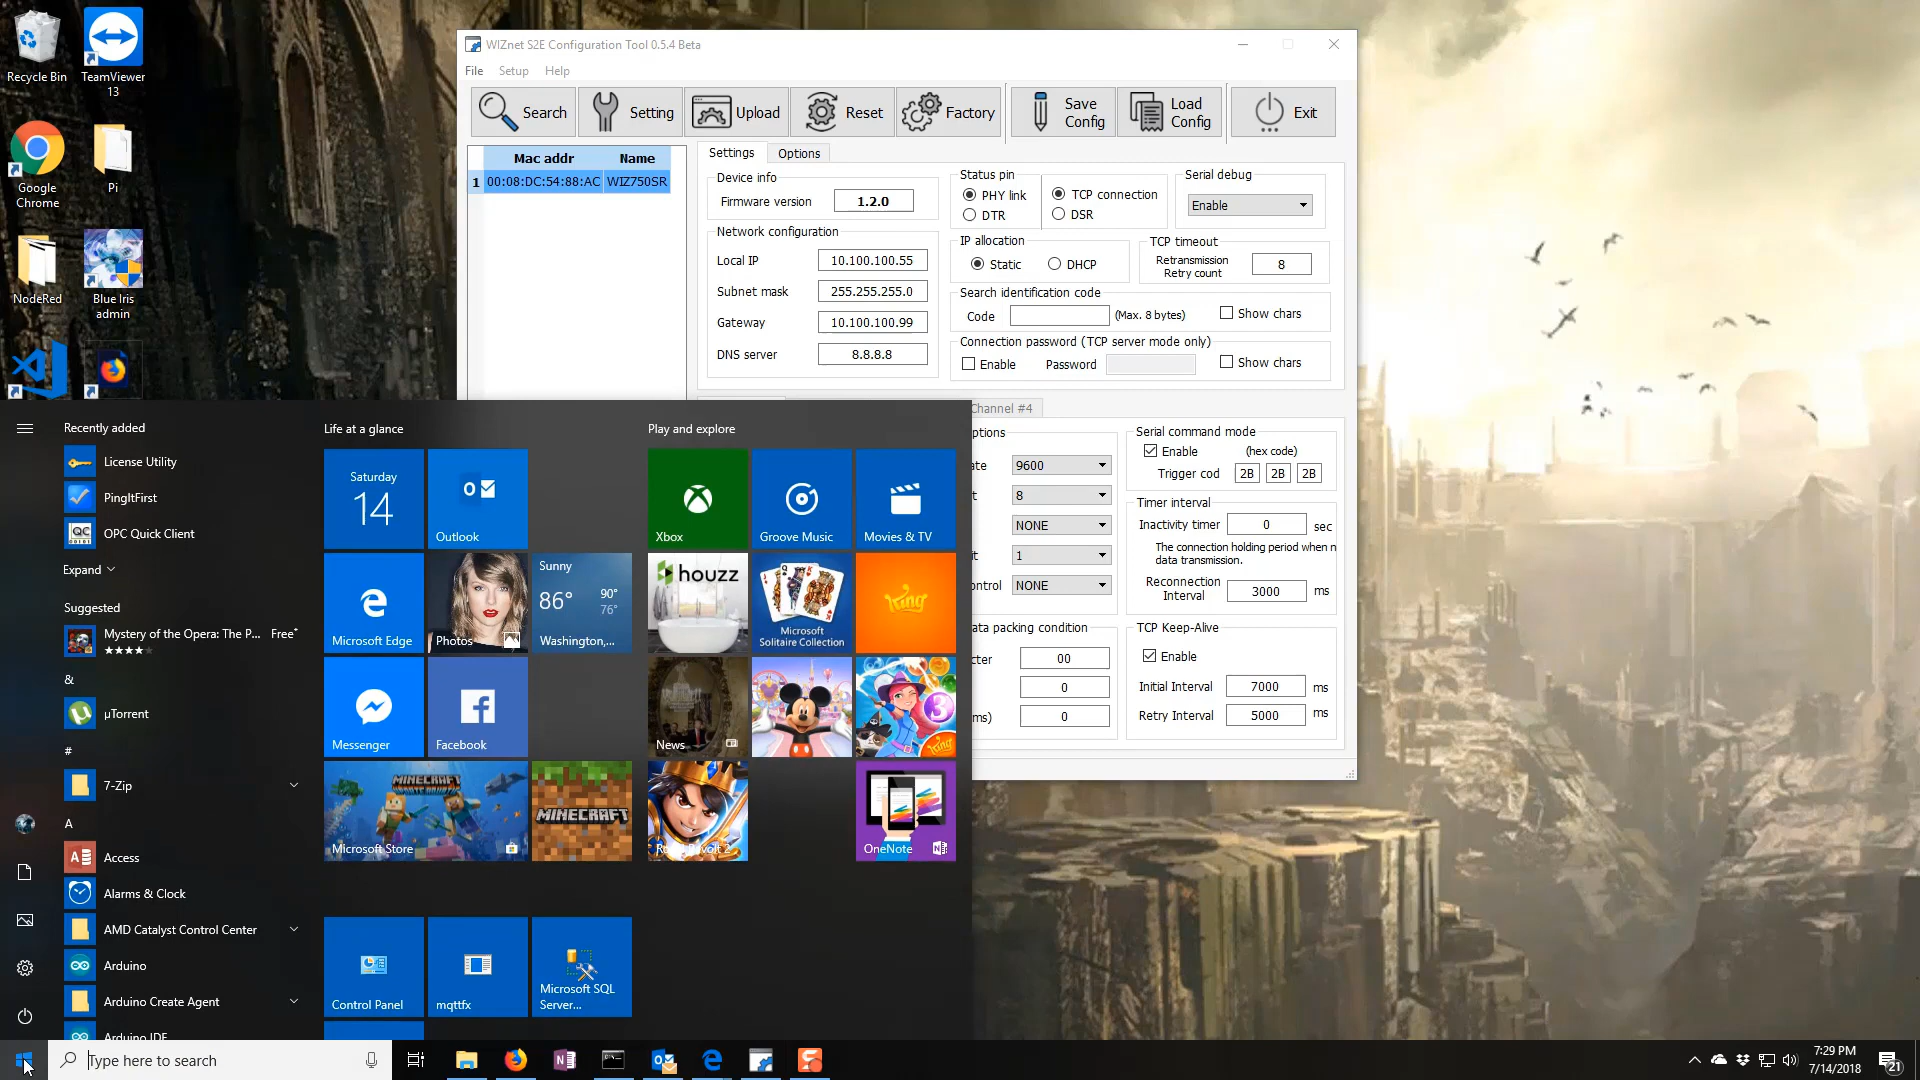 Recycle Bin
TeamViewer
13
Google
Chrome
Pi
NodeRed
Blue Iris
admin
WIZnet S2E Configuration Tool 0.5.4 Beta
File Setup Help
Search
Setting
Upload
Reset
Factory
Save
Config
Load
Config
Exit
Mac addr Name
1 00:08:DC:54:88:AC WIZ750SR
Settings Options
Device info
Firmware version 1.2.0
Network configuration
Local IP 10.100.100.55
Subnet mask 255.255.255.0
Gateway 10.100.100.99
DNS server 8.8.8.8
Status pin
PHY link
DTR
TCP connection
DSR
Serial debug
Enable
IP allocation
Static DHCP
TCP timeout
Retransmission
Retry count
8
Search identification code
Code (Max. 8 bytes) Show chars
Connection password (TCP server mode only)
Enable Password Show chars
Channel #4
ptions
ate 9600
t 8
NONE
it 1
ontrol NONE
ata packing condition
cter 00
0
ms) 0
Serial command mode
Enable (hex code)
Trigger cod 2B 2B 2B
Timer interval
Inactivity timer 0 sec
The connection holding period when n
data transmission.
Reconnection
Interval
3000 ms
TCP Keep-Alive
Enable
Initial Interval 7000 ms
Retry Interval 5000 ms
Recently added
License Utility
PingItFirst
OPC Quick Client
Expand
Suggested
Mystery of the Opera: The P... Free*
&
µTorrent
#
7-Zip
A
Access
Alarms & Clock
AMD Catalyst Control Center
Arduino
Arduino Create Agent
Arduino IDE
Life at a glance
Saturday
14
Outlook
Microsoft Edge
Photos
Sunny
86° 90°
76°
Washington,...
Messenger
Facebook
MINECRAFT
Microsoft Store
MINECRAFT
Control Panel
mqttfx
Microsoft SQL
Server...
Play and explore
Xbox
Groove Music
Movies & TV
houzz
Microsoft
Solitaire Collection
King
News
3
King
OneNote
Type here to search
7:29 PM
7/14/2018
21